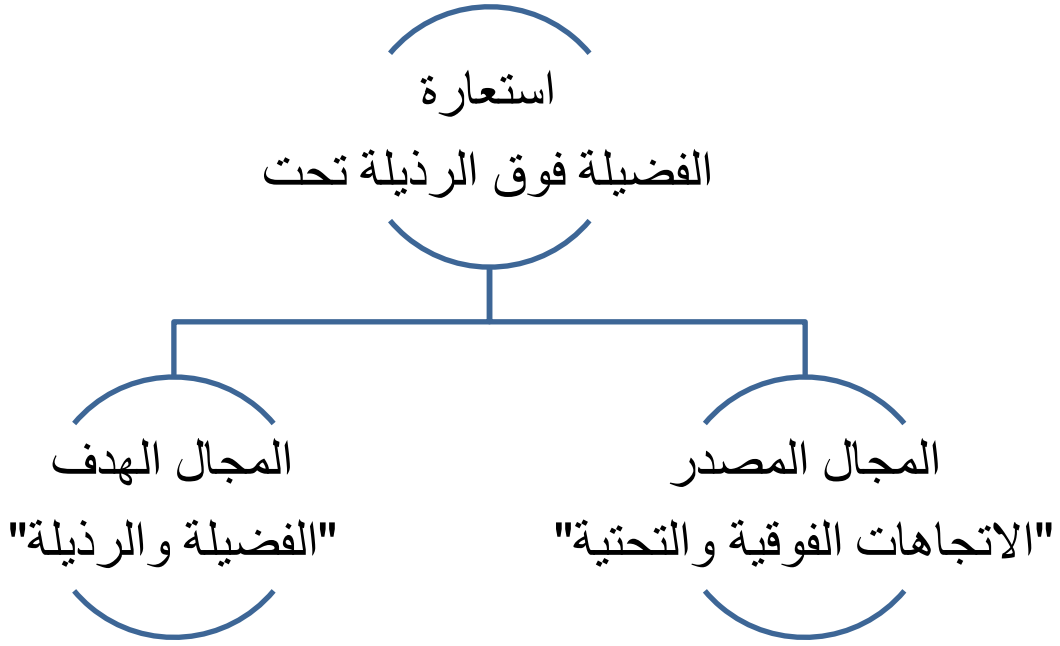 استعارة
الفضيلة فوق الرذيلة تحت
المجال المصدر
"الاتجاهات الفوقية والتحتية"
المجال الهدف
"الفضيلة والرذيلة"